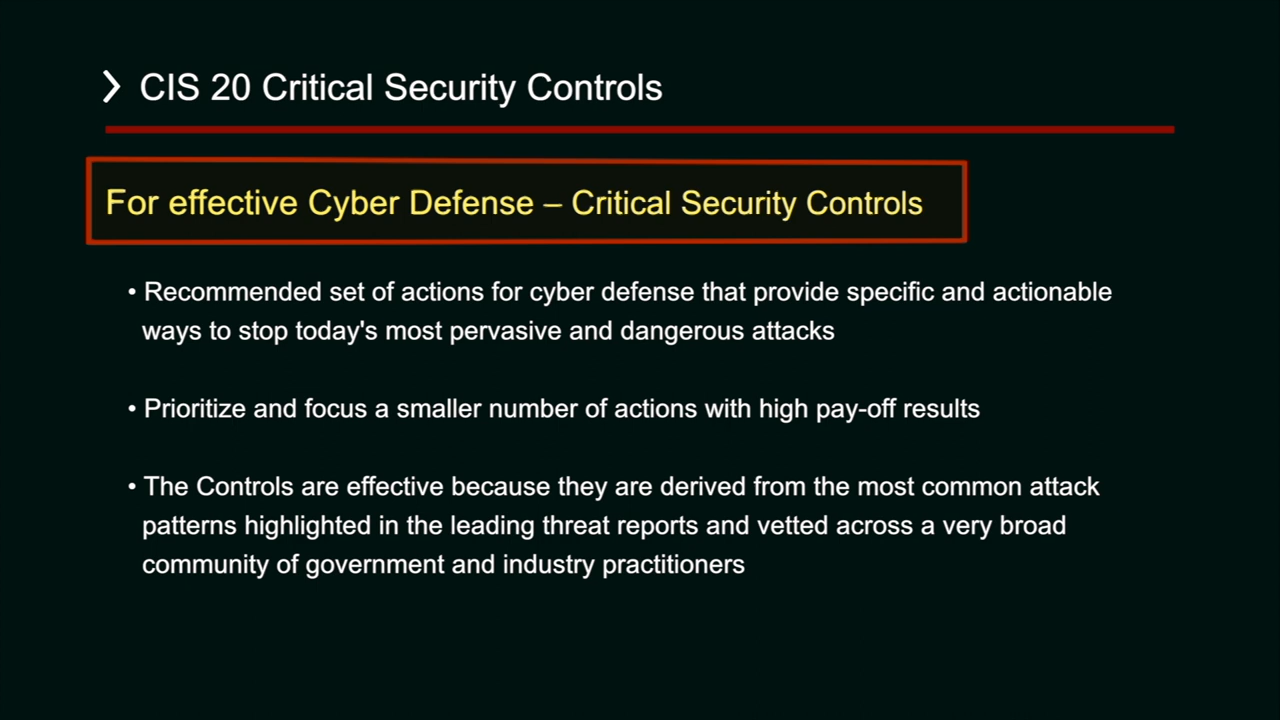 CIS 20 Critical Security Controls
For effective Cyber Defense – Critical Security Controls
• Recommended set of actions for cyber defense that provide specific and actionable
ways to stop today's most pervasive and dangerous attacks
• Prioritize and focus a smaller number of actions with high pay-off results
• The Controls are effective because they are derived from the most common attack
patterns highlighted in the leading threat reports and vetted across a very broad
community of government and industry practitioners